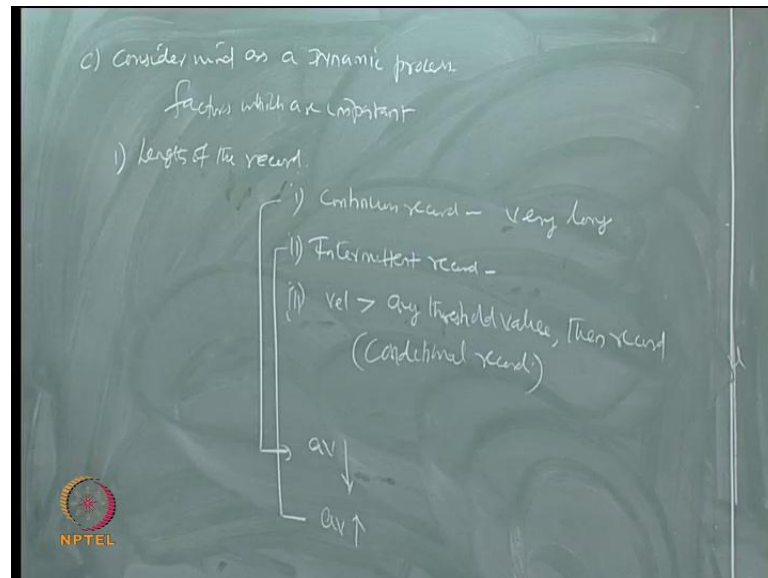 c) Consider wind as a Dynamic process
factors which are important
1) Length of the record.
i) Continuous record - very long
ii) Intermittent record -
iii) vel > any threshold value, then record
(Conditional record)
av ↓
av ↑
NPTEL